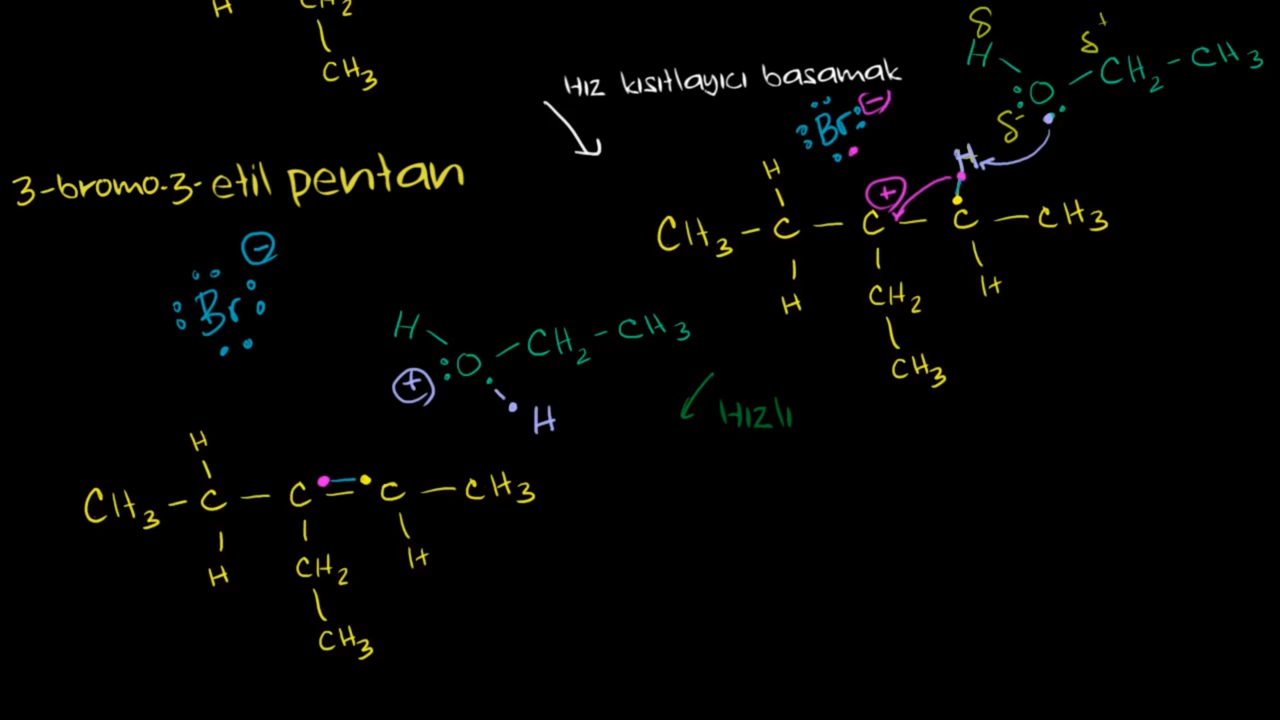 H CH₂
CH₃
Hız kısıtlayıcı basamak
3-bromo-3-etil pentan
δ δ⁺
H
O — CH₂ — CH₃
δ⁻
Br −
H H
+
CH₃ — C — C — C — CH₃
H CH₂ H
CH₃
Br −
H
O — CH₂ — CH₃
+
H
Hızlı
H
CH₃ — C — C = C — CH₃
H CH₂ H
CH₃